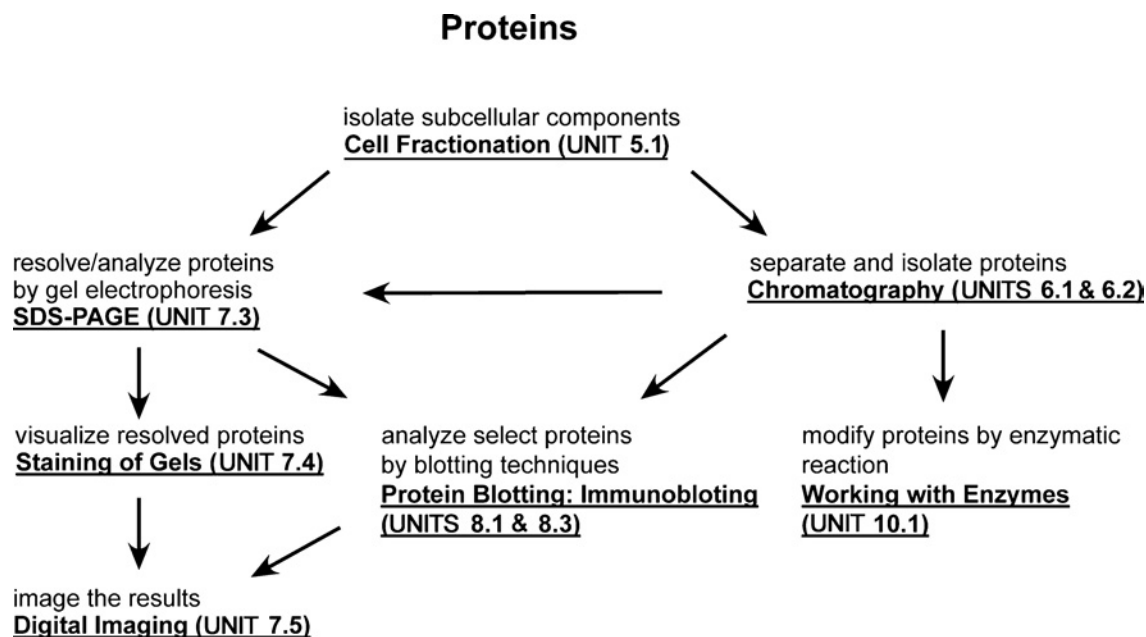 Proteins
isolate subcellular components
Cell Fractionation (UNIT 5.1)
resolve/analyze proteins
by gel electrophoresis
SDS-PAGE (UNIT 7.3)
separate and isolate proteins
Chromatography (UNITS 6.1 & 6.2)
visualize resolved proteins
Staining of Gels (UNIT 7.4)
analyze select proteins
by blotting techniques
Protein Blotting: Immunobloting
(UNITS 8.1 & 8.3)
modify proteins by enzymatic
reaction
Working with Enzymes
(UNIT 10.1)
image the results
Digital Imaging (UNIT 7.5)